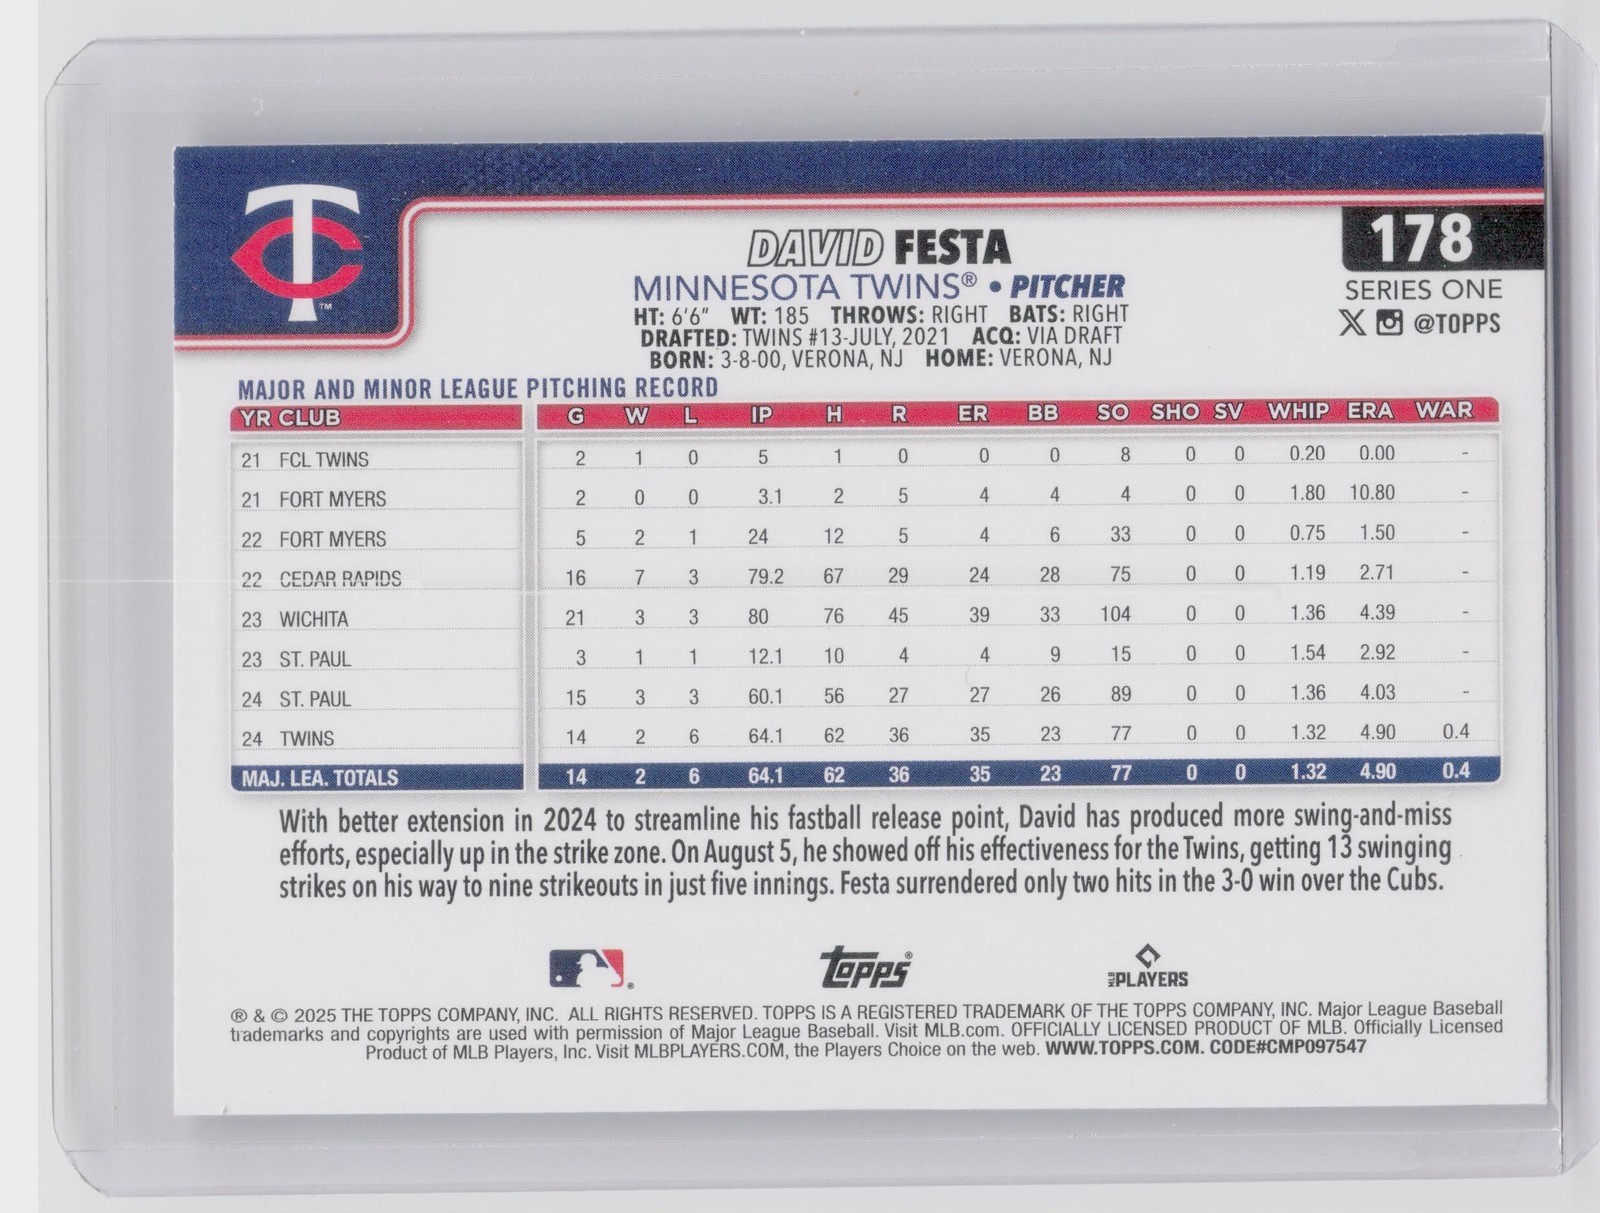 TC
™
DAVID FESTA
178
MINNESOTA TWINS® • PITCHER
SERIES ONE
HT: 6'6" WT: 185 THROWS: RIGHT BATS: RIGHT
@TOPPS
DRAFTED: TWINS #13-JULY, 2021 ACQ: VIA DRAFT
BORN: 3-8-00, VERONA, NJ HOME: VERONA, NJ
MAJOR AND MINOR LEAGUE PITCHING RECORD
YR CLUB G W L IP H R ER BB SO SHO SV WHIP ERA WAR
21 FCL TWINS 2 1 0 5 1 0 0 0 8 0 0 0.20 0.00 -
21 FORT MYERS 2 0 0 3.1 2 5 4 4 4 0 0 1.80 10.80 -
22 FORT MYERS 5 2 1 24 12 5 4 6 33 0 0 0.75 1.50 -
22 CEDAR RAPIDS 16 7 3 79.2 67 29 24 28 75 0 0 1.19 2.71 -
23 WICHITA 21 3 3 80 76 45 39 33 104 0 0 1.36 4.39 -
23 ST. PAUL 3 1 1 12.1 10 4 4 9 15 0 0 1.54 2.92 -
24 ST. PAUL 15 3 3 60.1 56 27 27 26 89 0 0 1.36 4.03 -
24 TWINS 14 2 6 64.1 62 36 35 23 77 0 0 1.32 4.90 0.4
MAJ. LEA. TOTALS 14 2 6 64.1 62 36 35 23 77 0 0 1.32 4.90 0.4
With better extension in 2024 to streamline his fastball release point, David has produced more swing-and-miss
efforts, especially up in the strike zone. On August 5, he showed off his effectiveness for the Twins, getting 13 swinging
strikes on his way to nine strikeouts in just five innings. Festa surrendered only two hits in the 3-0 win over the Cubs.
® topps® MLB PLAYERS
® & © 2025 THE TOPPS COMPANY, INC. ALL RIGHTS RESERVED. TOPPS IS A REGISTERED TRADEMARK OF THE TOPPS COMPANY, INC. Major League Baseball
trademarks and copyrights are used with permission of Major League Baseball. Visit MLB.com. OFFICIALLY LICENSED PRODUCT OF MLB. Officially Licensed
Product of MLB Players, Inc. Visit MLBPLAYERS.COM, the Players Choice on the web. WWW.TOPPS.COM. CODE#CMP097547